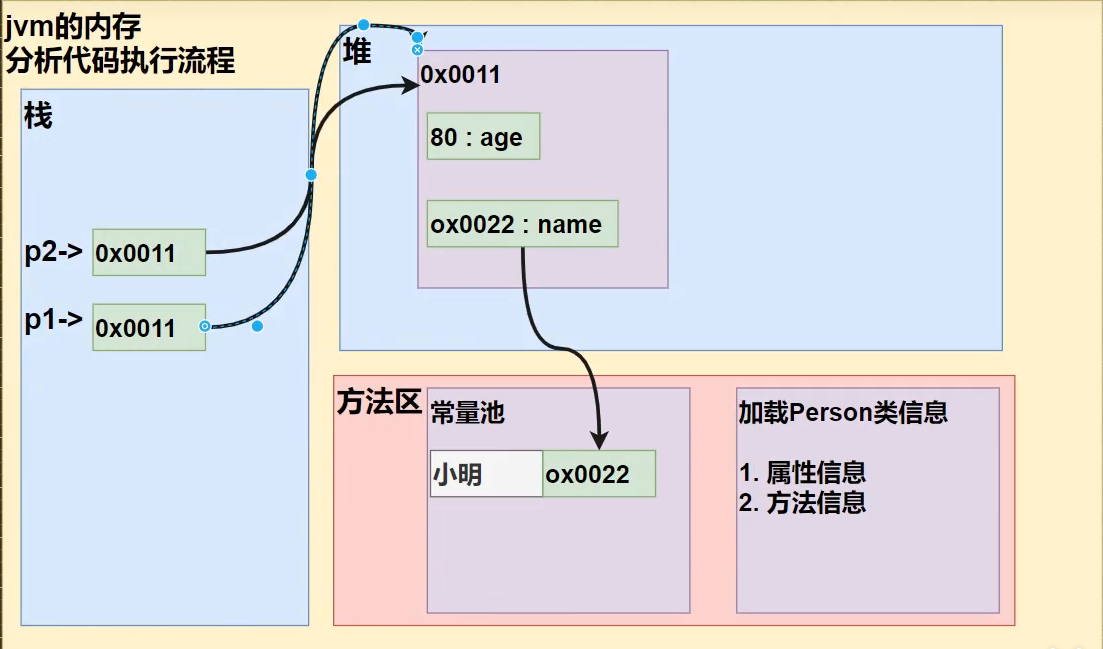 jvm的内存
分析代码执行流程
栈
p2-> 0x0011
p1-> 0x0011
堆
0x0011
80 : age
ox0022 : name
方法区
常量池
小明 ox0022
加载Person类信息
1. 属性信息
2. 方法信息